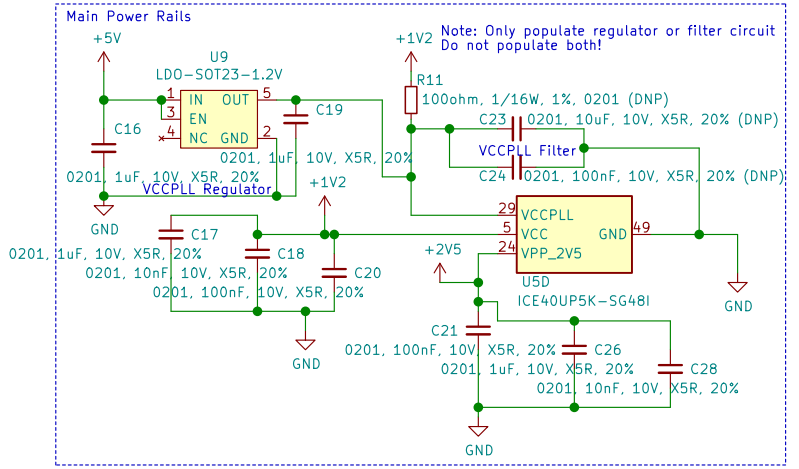 Main Power Rails
Note: Only populate regulator or filter circuit
Do not populate both!
+5V
U9
LDO-SOT23-1.2V
1 IN OUT 5
3 EN
4 NC GND 2
C16
0201, 1uF, 10V, X5R, 20%
C19
0201, 1uF, 10V, X5R, 20%
VCCPLL Regulator
GND
+1V2
R11
100ohm, 1/16W, 1%, 0201 (DNP)
C23
0201, 10uF, 10V, X5R, 20% (DNP)
VCCPLL Filter
C24
0201, 100nF, 10V, X5R, 20% (DNP)
+1V2
C17
0201, 1uF, 10V, X5R, 20%
C18
0201, 10nF, 10V, X5R, 20%
C20
0201, 100nF, 10V, X5R, 20%
GND
29 VCCPLL
5 VCC GND 49
24 VPP_2V5
U5D
ICE40UP5K-SG48I
GND
+2V5
C21
0201, 100nF, 10V, X5R, 20%
C26
0201, 1uF, 10V, X5R, 20%
C28
0201, 10nF, 10V, X5R, 20%
GND